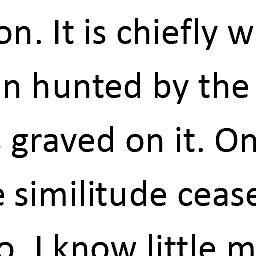 on. It is chiefly w
n hunted by the
graved on it. On
similitude cease
o. I know little m